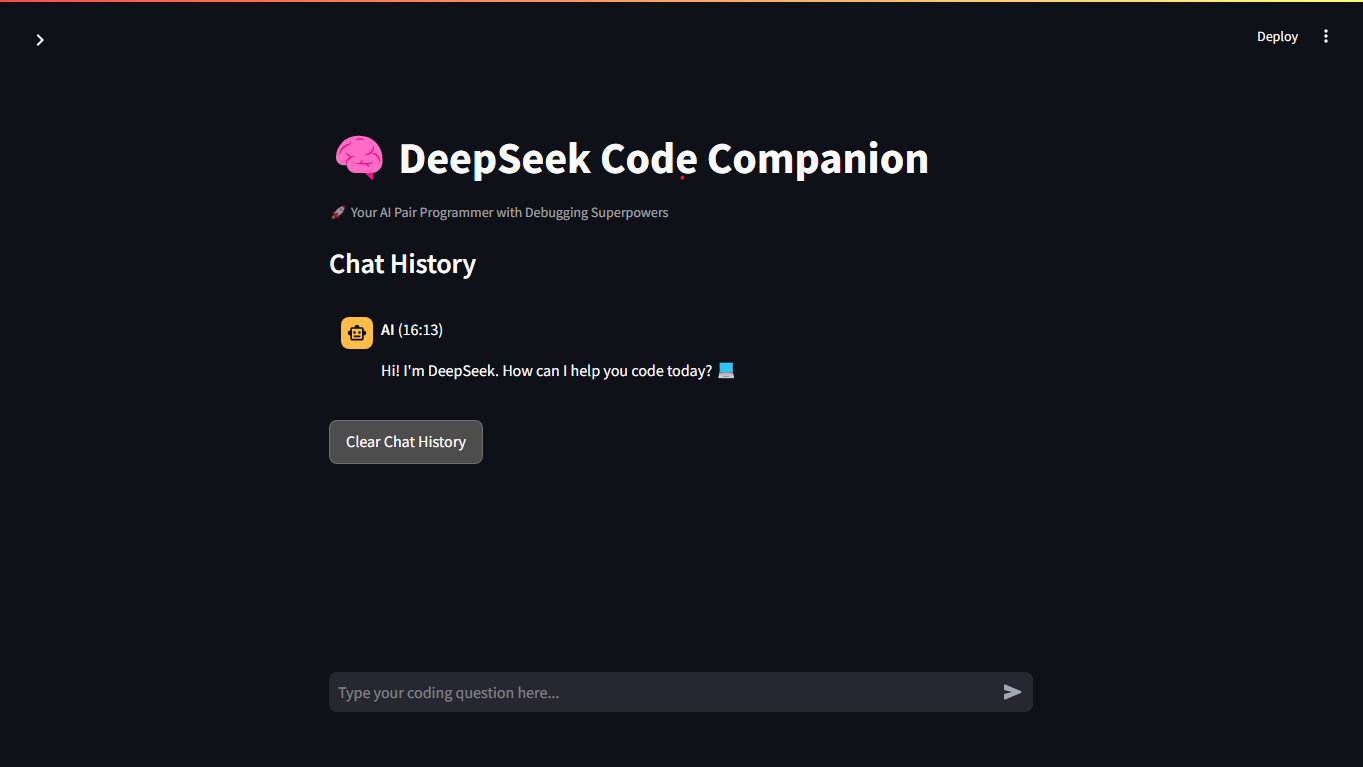 Deploy
🧠 DeepSeek Code Companion
🚀 Your AI Pair Programmer with Debugging Superpowers
Chat History
AI (16:13)
Hi! I'm DeepSeek. How can I help you code today? 💻
Clear Chat History
Type your coding question here...